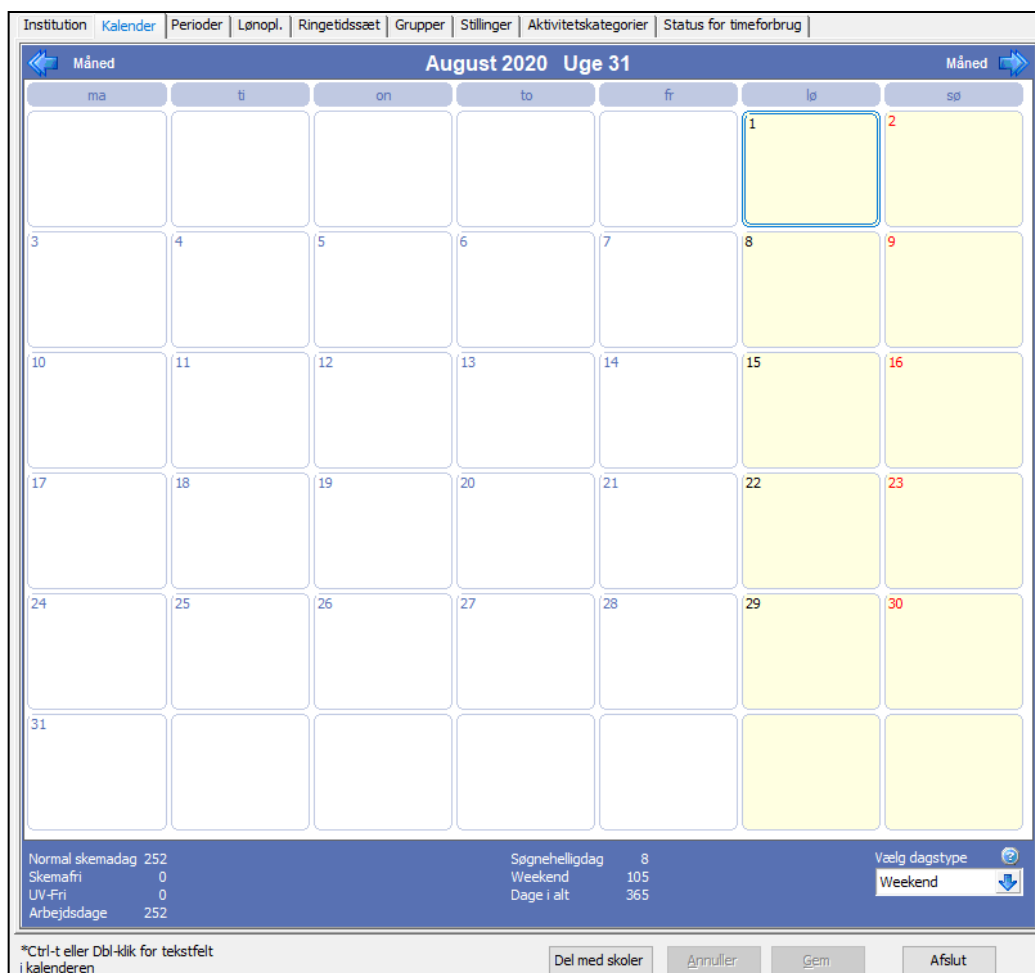 Institution Kalender Perioder Lønopl. Ringetidssæt Grupper Stillinger Aktivitetskategorier Status for timeforbrug
Måned August 2020 Uge 31 Måned
ma ti on to fr lø sø
1 2
3 4 5 6 7 8 9
10 11 12 13 14 15 16
17 18 19 20 21 22 23
24 25 26 27 28 29 30
31
Normal skemadag 252 Søgnehelligdag 8 Vælg dagstype ?
Skemafri 0 Weekend 105 Weekend
UV-Fri 0 Dage i alt 365
Arbejdsdage 252
*Ctrl-t eller Dbl-klik for tekstfelt
i kalenderen
Del med skoler Annuller Gem Afslut